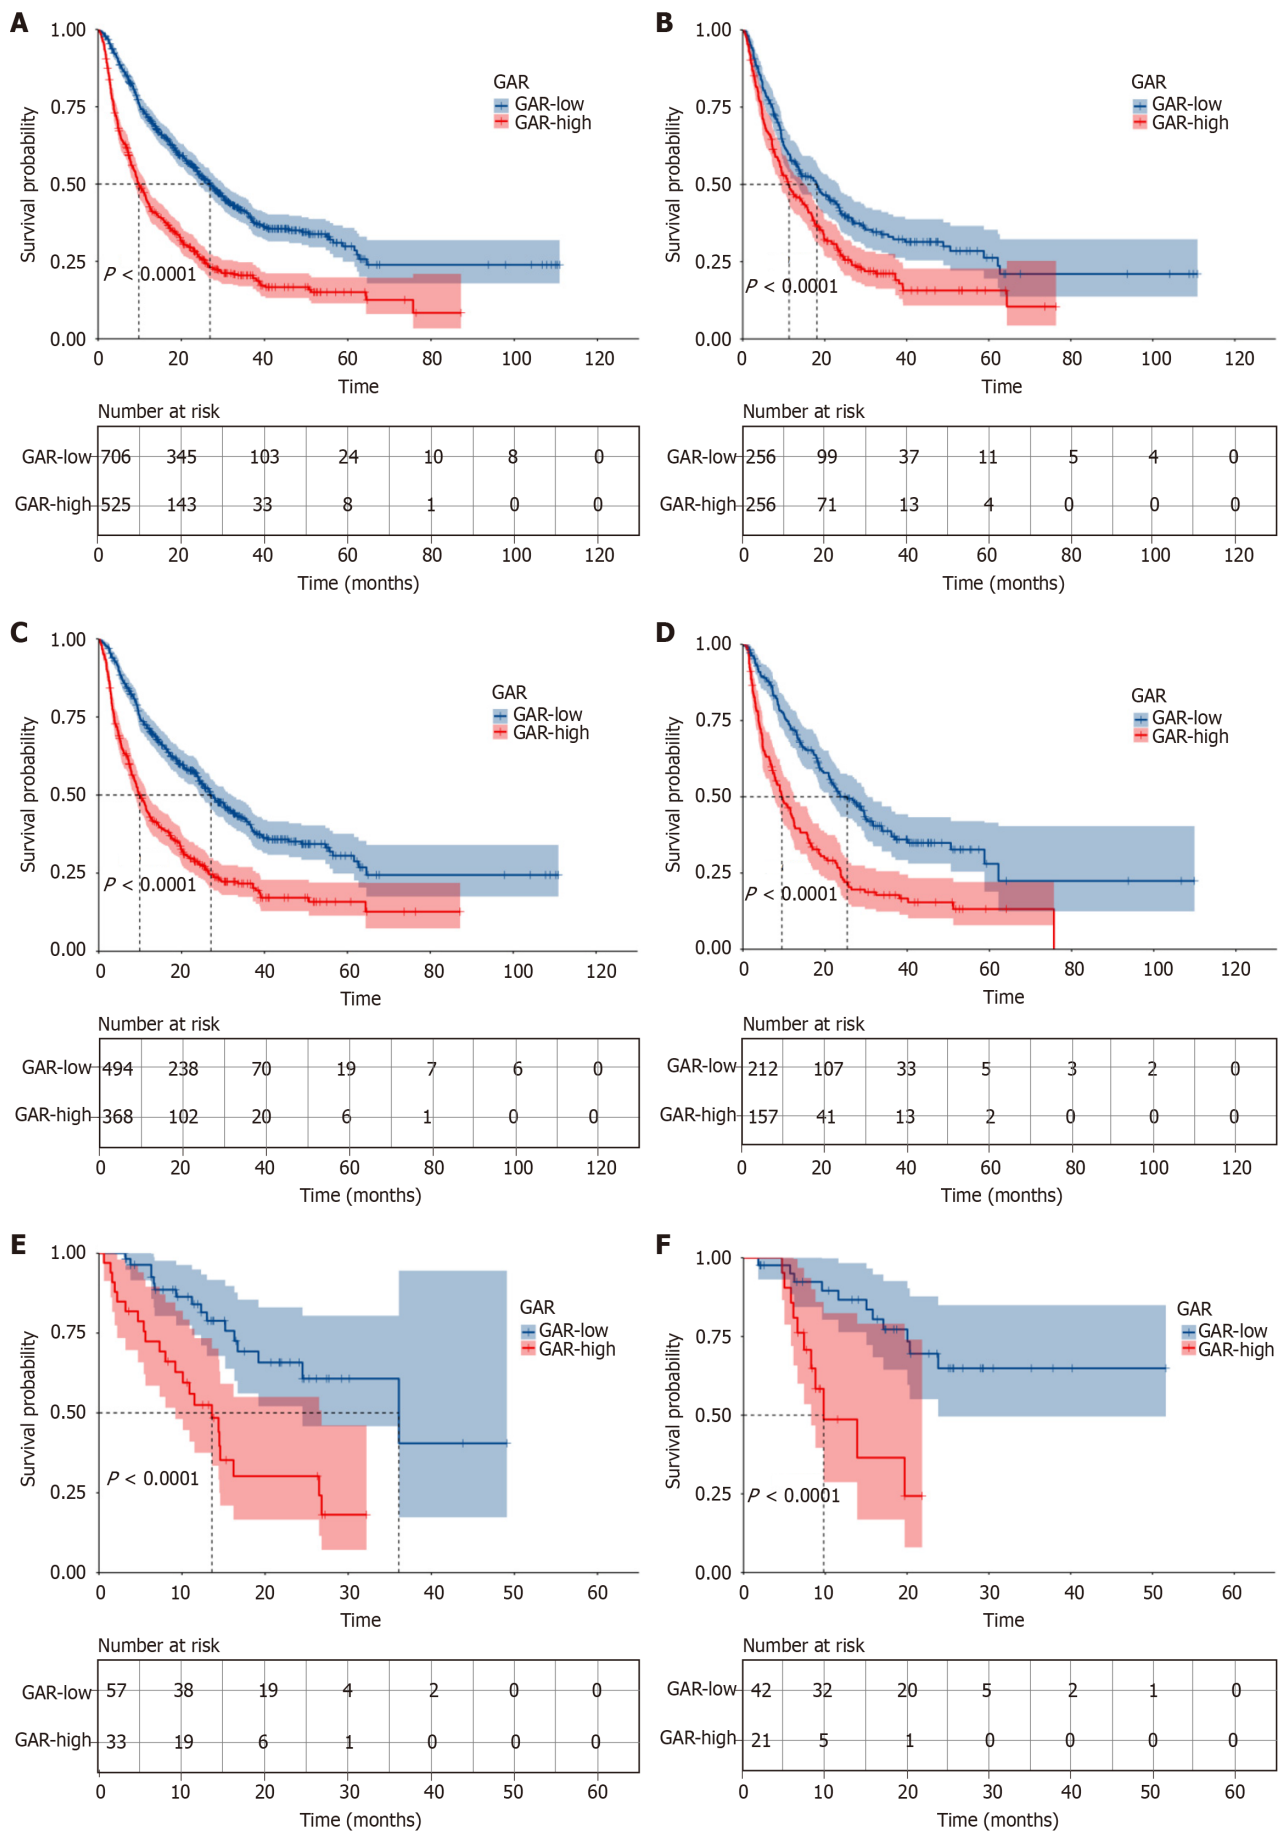 A
1.00
0.75
0.50
0.25
0.00
Survival probability
GAR
GAR-low
GAR-high
P < 0.0001
0 20 40 60 80 100 120
Time
Number at risk
GAR-low 706 345 103 24 10 8 0
GAR-high 525 143 33 8 1 0 0
0 20 40 60 80 100 120
Time (months)
B
1.00
0.75
0.50
0.25
0.00
Survival probability
GAR
GAR-low
GAR-high
P < 0.0001
0 20 40 60 80 100 120
Time
Number at risk
GAR-low 256 99 37 11 5 4 0
GAR-high 256 71 13 4 0 0 0
0 20 40 60 80 100 120
Time (months)
C
1.00
0.75
0.50
0.25
0.00
Survival probability
GAR
GAR-low
GAR-high
P < 0.0001
0 20 40 60 80 100 120
Time
Number at risk
GAR-low 494 238 70 19 7 6 0
GAR-high 368 102 20 6 1 0 0
0 20 40 60 80 100 120
Time (months)
D
1.00
0.75
0.50
0.25
0.00
Survival probability
GAR
GAR-low
GAR-high
P < 0.0001
0 20 40 60 80 100 120
Time
Number at risk
GAR-low 212 107 33 5 3 2 0
GAR-high 157 41 13 2 0 0 0
0 20 40 60 80 100 120
Time (months)
E
1.00
0.75
0.50
0.25
0.00
Survival probability
GAR
GAR-low
GAR-high
P < 0.0001
0 10 20 30 40 50 60
Time
Number at risk
GAR-low 57 38 19 4 2 0 0
GAR-high 33 19 6 1 0 0 0
0 10 20 30 40 50 60
Time (months)
F
1.00
0.75
0.50
0.25
0.00
Survival probability
GAR
GAR-low
GAR-high
P < 0.0001
0 10 20 30 40 50 60
Time
Number at risk
GAR-low 42 32 20 5 2 1 0
GAR-high 21 5 1 0 0 0 0
0 10 20 30 40 50 60
Time (months)